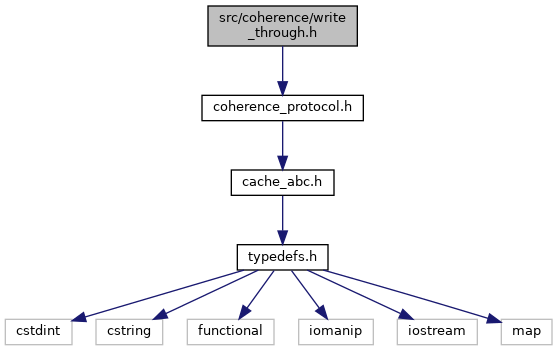 src/coherence/write
_through.h
coherence_protocol.h
cache_abc.h
typedefs.h
cstdint
cstring
functional
iomanip
iostream
map